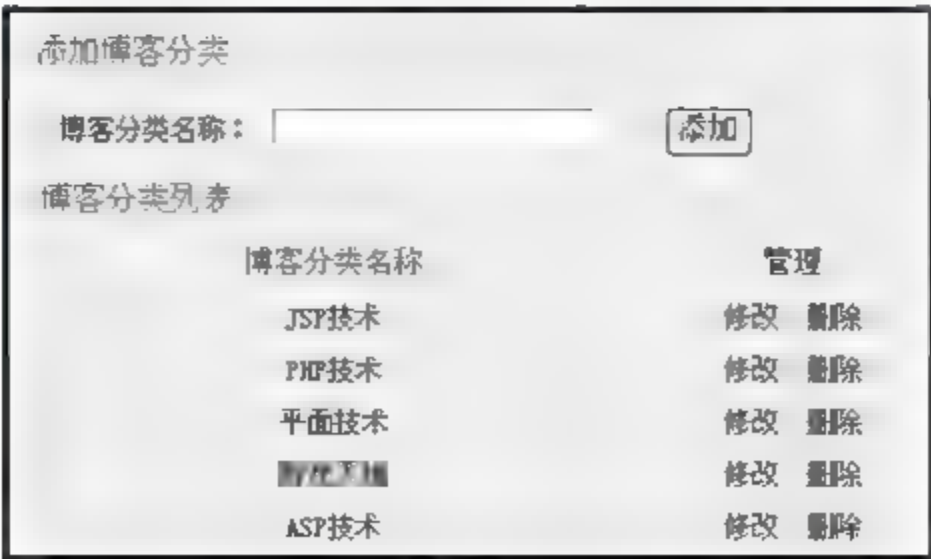 添加博客分类
博客分类名称： 添加
博客分类列表
博客分类名称 管理
JSP技术 修改 删除
PHP技术 修改 删除
平面技术 修改 删除
修改 删除
ASP技术 修改 删除